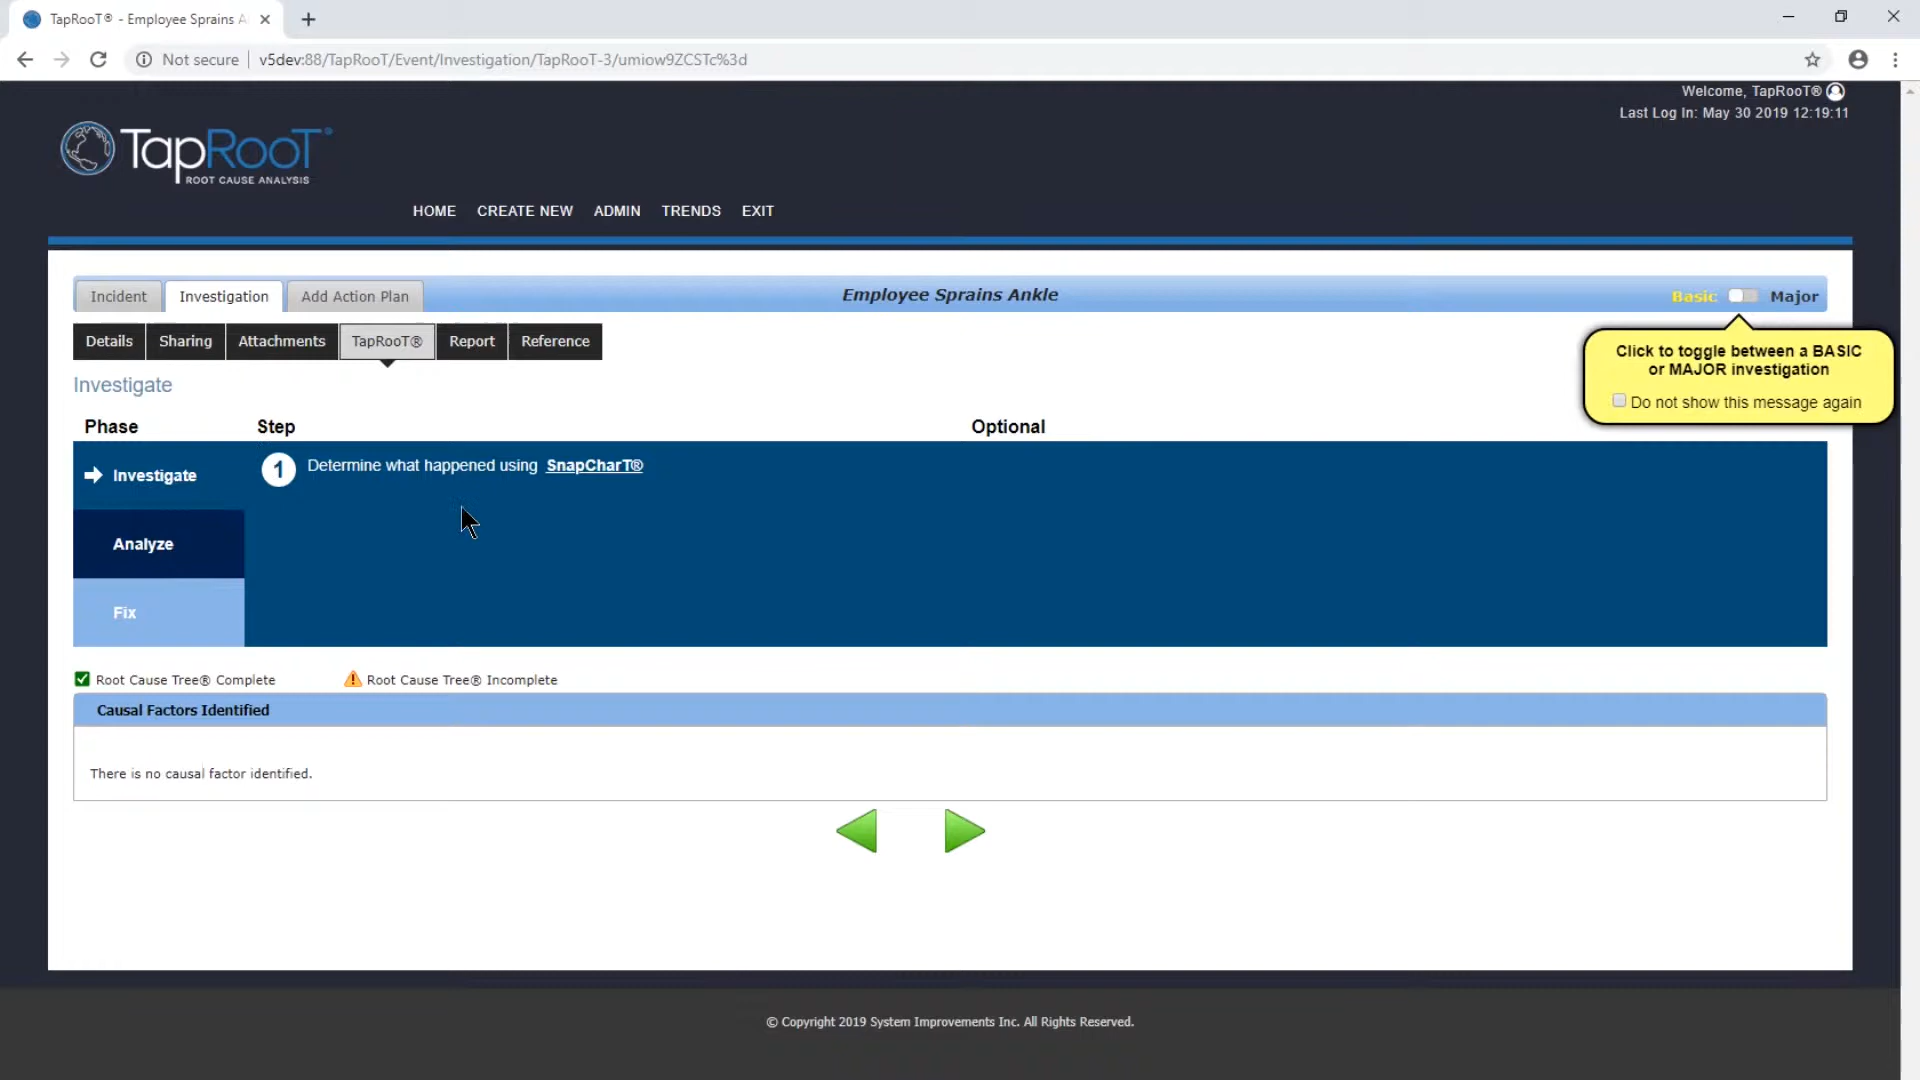 TapRooT® - Employee Sprains A
Not secure
v5dev:88/TapRooT/Event/Investigation/TapRooT-3/umiow9ZCSTc%3d
Welcome, TapRooT®
Last Log In: May 30 2019 12:19:11
TapRooT®
ROOT CAUSE ANALYSIS
HOME CREATE NEW ADMIN TRENDS EXIT
Incident Investigation Add Action Plan
Employee Sprains Ankle
Basic Major
Details Sharing Attachments TapRooT® Report Reference
Click to toggle between a BASIC
or MAJOR investigation
Do not show this message again
Investigate
Phase Step Optional
Investigate
1 Determine what happened using SnapCharT®
Analyze
Fix
Root Cause Tree® Complete
Root Cause Tree® Incomplete
Causal Factors Identified
There is no causal factor identified.
© Copyright 2019 System Improvements Inc. All Rights Reserved.